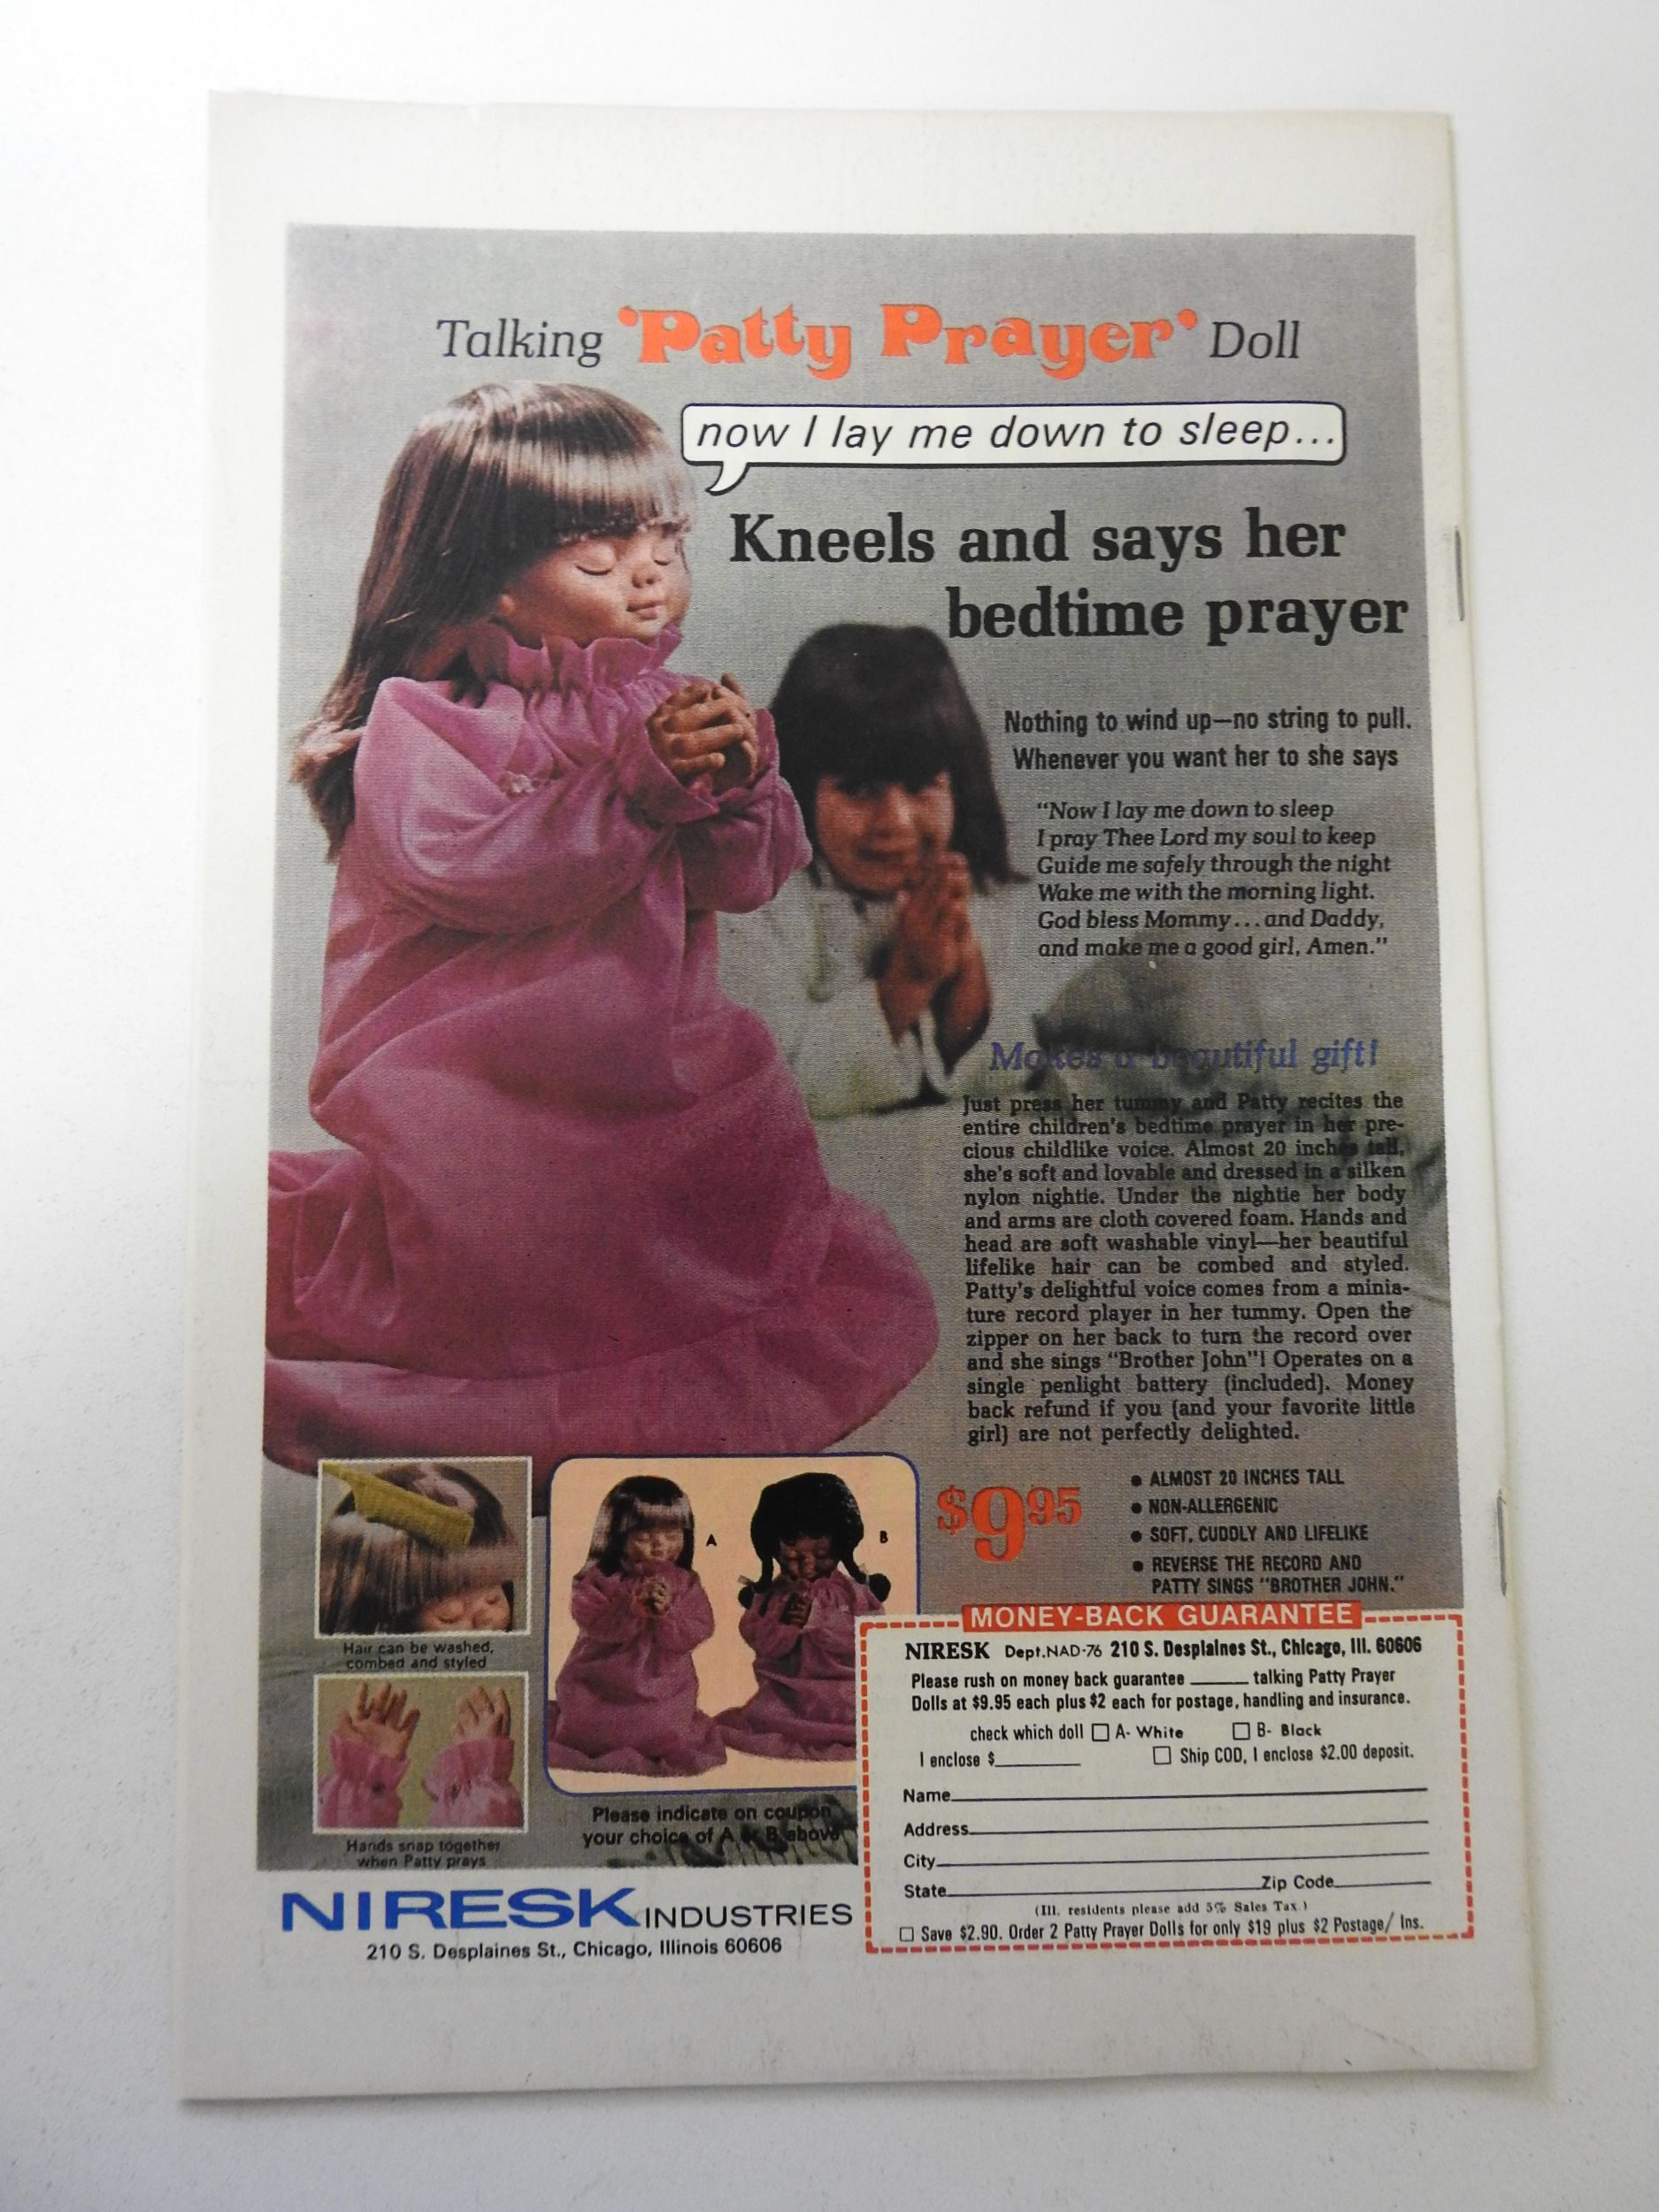 Talking 'Patty Prayer' Doll
now I lay me down to sleep...
Kneels and says her
bedtime prayer
Nothing to wind up—no string to pull.
Whenever you want her to she says
"Now I lay me down to sleep
I pray Thee Lord my soul to keep
Guide me safely through the night
Wake me with the morning light.
God bless Mommy...and Daddy,
and make me a good girl, Amen."
Makes a beautiful gift!
Just press her tummy and Patty recites the
entire children's bedtime prayer in her pre-
cious childlike voice. Almost 20 inches tall,
she's soft and lovable and dressed in a silken
nylon nightie. Under the nightie her body
and arms are cloth covered foam. Hands and
head are soft washable vinyl—her beautiful
lifelike hair can be combed and styled.
Patty's delightful voice comes from a minia-
ture record player in her tummy. Open the
zipper on her back to turn the record over
and she sings "Brother John"! Operates on a
single penlight battery (included). Money
back refund if you (and your favorite little
girl) are not perfectly delighted.
$9.95
● ALMOST 20 INCHES TALL
● NON-ALLERGENIC
● SOFT, CUDDLY AND LIFELIKE
● REVERSE THE RECORD AND
PATTY SINGS "BROTHER JOHN."
Hair can be washed,
combed and styled
Hands snap together
when Patty prays
A
B
Please indicate on coupon
your choice of A or B above
NIRESK INDUSTRIES
210 S. Desplaines St., Chicago, Illinois 60606
MONEY-BACK GUARANTEE
NIRESK Dept.NAD-76 210 S. Desplaines St., Chicago, Ill. 60606
Please rush on money back guarantee ______ talking Patty Prayer
Dolls at $9.95 each plus $2 each for postage, handling and insurance.
check which doll ☐ A- White ☐ B- Black
I enclose $________ ☐ Ship COD, I enclose $2.00 deposit.
Name
Address
City
State Zip Code
(Ill. residents please add 5% Sales Tax.)
☐ Save $2.90. Order 2 Patty Prayer Dolls for only $19 plus $2 Postage/ Ins.